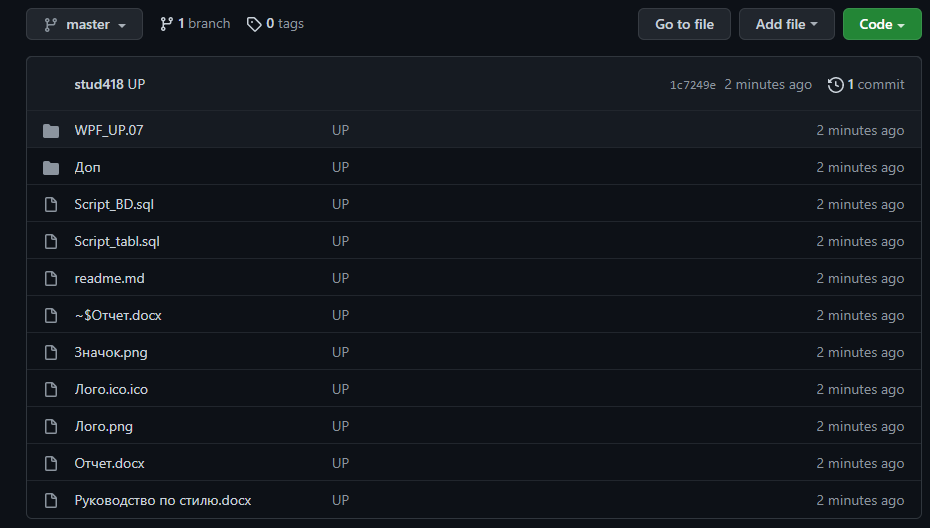 master 1 branch 0 tags Go to file Add file Code
stud418 UP 1c7249e 2 minutes ago 1 commit
WPF_UP.07 UP 2 minutes ago
Доп UP 2 minutes ago
Script_BD.sql UP 2 minutes ago
Script_tabl.sql UP 2 minutes ago
readme.md UP 2 minutes ago
~$Отчет.docx UP 2 minutes ago
Значок.png UP 2 minutes ago
Лого.ico.ico UP 2 minutes ago
Лого.png UP 2 minutes ago
Отчет.docx UP 2 minutes ago
Руководство по стилю.docx UP 2 minutes ago